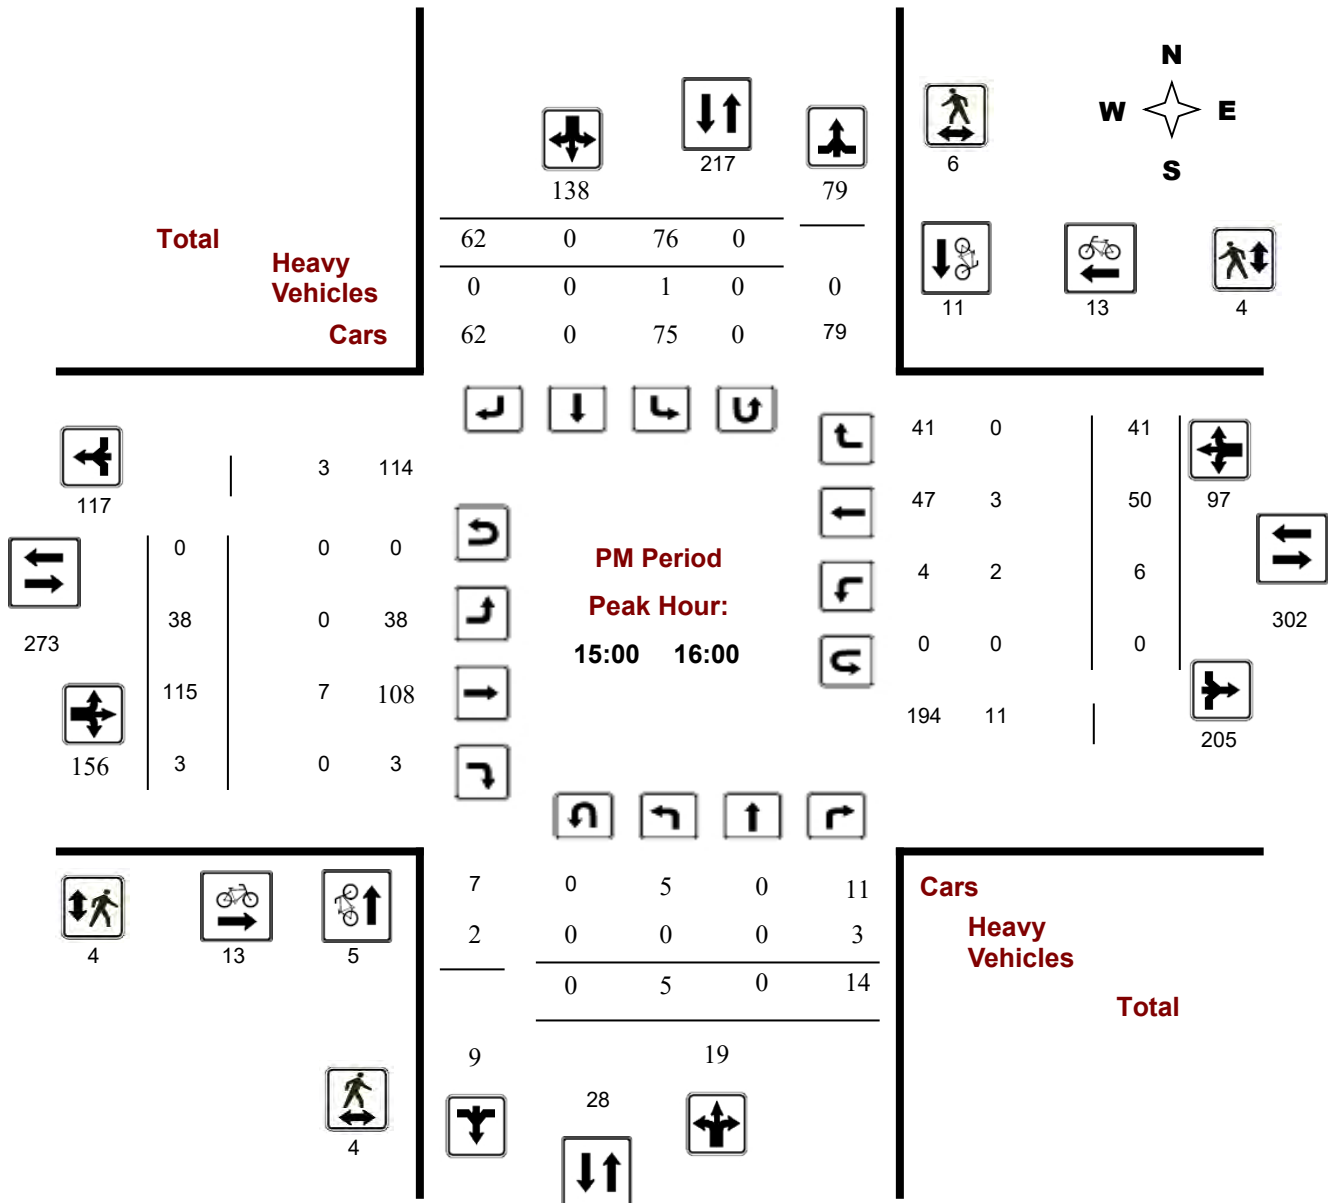 N
W E
S
217
6
138 79
Total 62 0 76 0
Heavy
Vehicles 0 0 1 0 0
11 13 4
Cars 62 0 75 0 79
41 0 41
3 114
117 47 3 50 97
0 0 0 PM Period
4 2 6
38 0 38 Peak Hour:
273 302
15:00 16:00 0 0 0
115 7 108
194 11
205
156 3 0 3
7 0 5 0 11 Cars
2 0 0 0 3 Heavy
Vehicles
4 13 5
0 5 0 14
Total
9 19
28
4